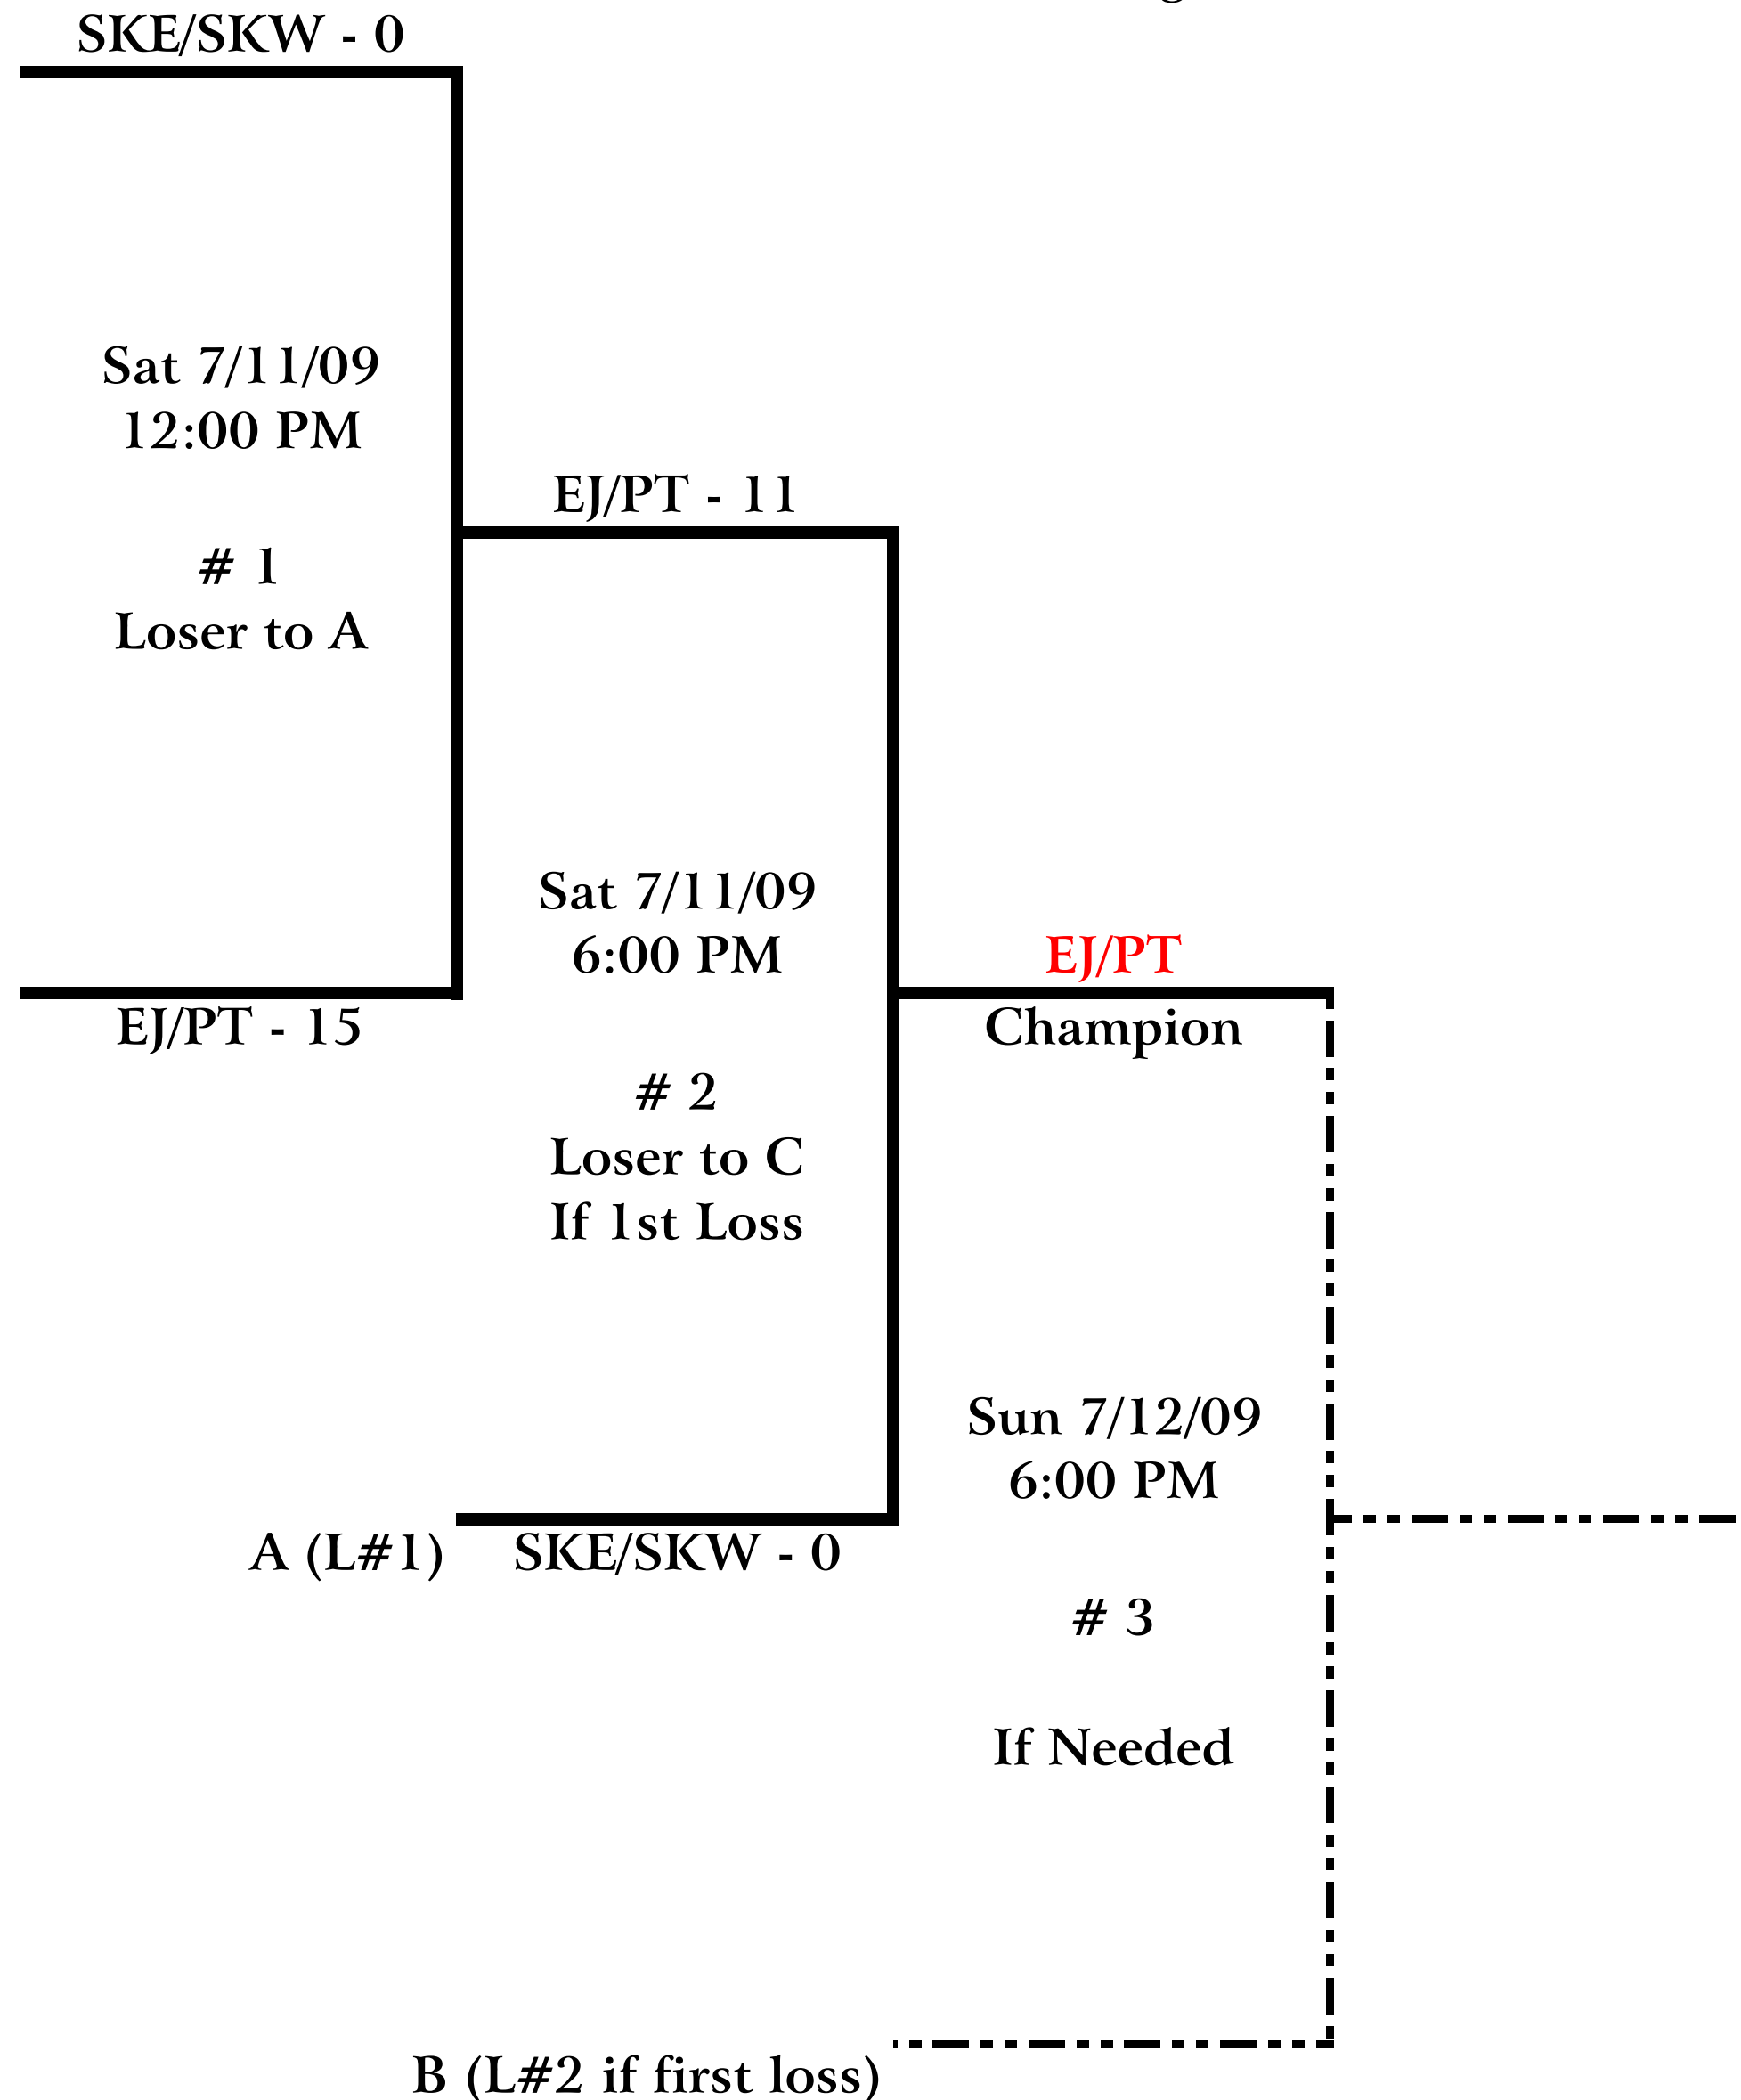 SKE/SKW - 0
Sat 7/11/09
12:00 PM
# 1
Loser to A
EJ/PT - 15
EJ/PT - 11
Sat 7/11/09
6:00 PM
# 2
Loser to C
If 1st Loss
A (L#1)
SKE/SKW - 0
EJ/PT
Champion
Sun 7/12/09
6:00 PM
# 3
If Needed
B (L#2 if first loss)